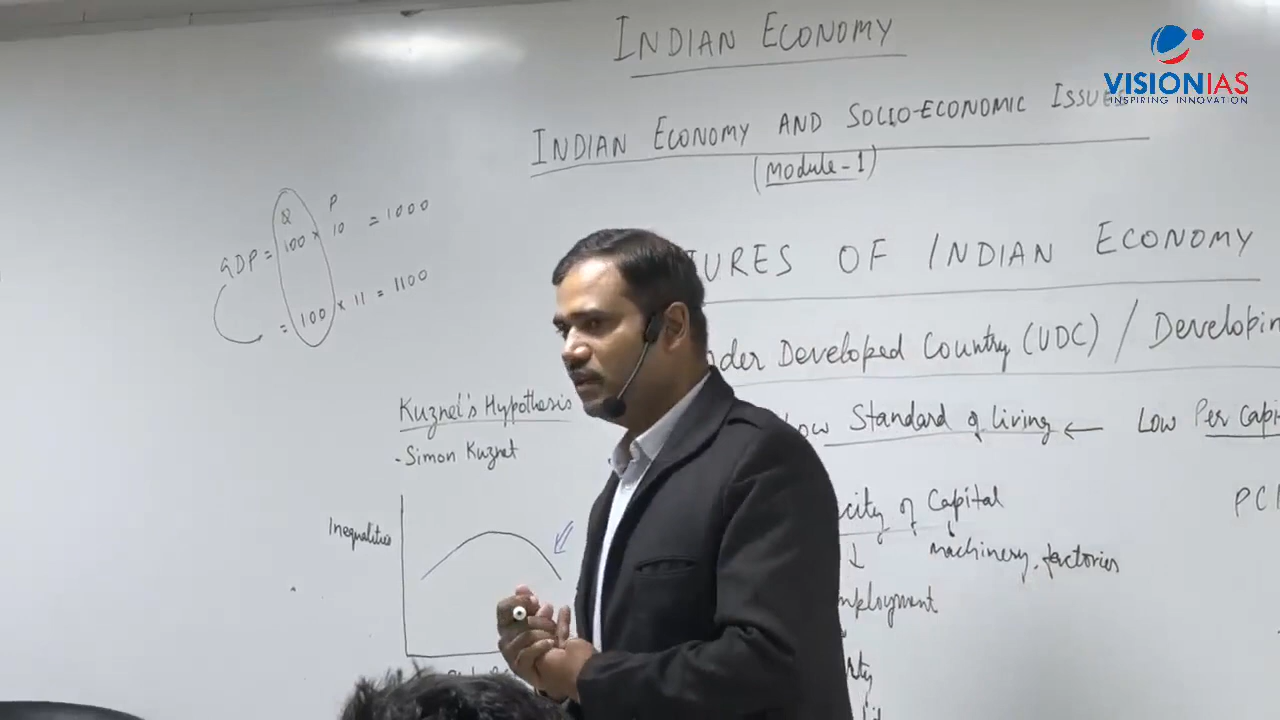 INDIAN ECONOMY
VISIONIAS
INSPIRING INNOVATION
INDIAN ECONOMY AND SOCIO-ECONOMIC ISSUES
(Module-1)
Q P
GDP = 100 × 10 = 1000
= 100 × 11 = 1100
TURES OF INDIAN ECONOMY
nder Developed Country (UDC) / Developin
Kuznet's Hypothesis
- Simon Kuznet
Low Standard of living ← Low Per Capi
Inequalities
city of Capital
PCI
↓ machinery, factories
mployment
rty